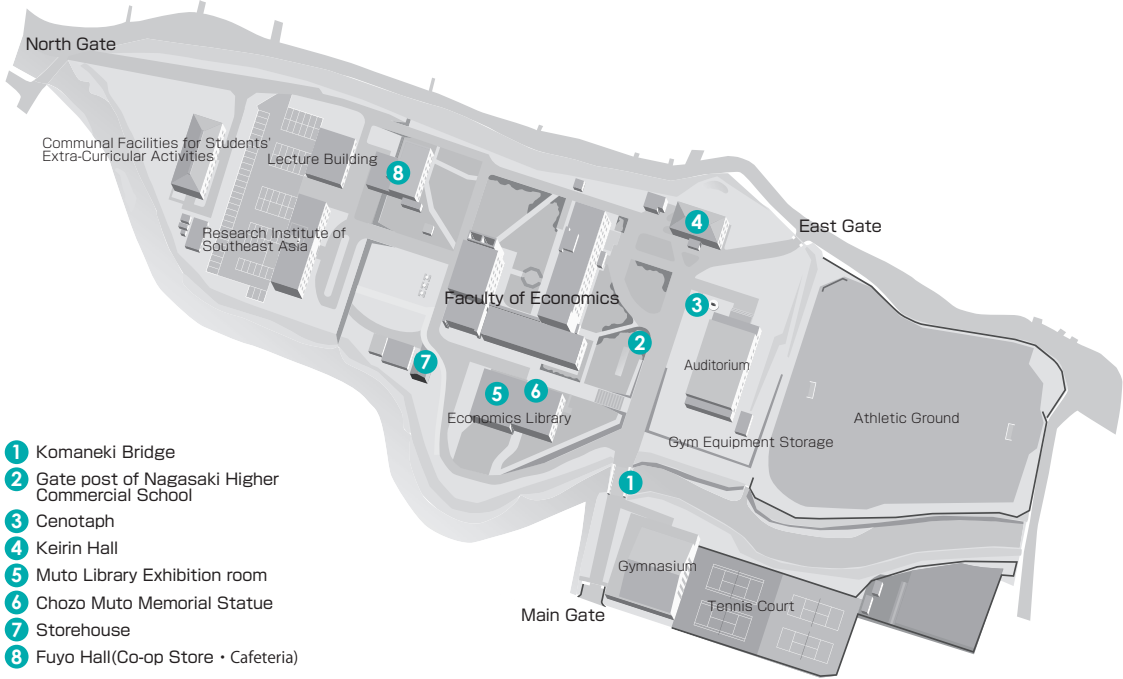 North Gate
Communal Facilities for Students'
Extra-Curricular Activities
Lecture Building
8
4
Research Institute of
Southeast Asia
East Gate
Faculty of Economics
3
2
7
Auditorium
5
6
Economics Library
Athletic Ground
Gym Equipment Storage
1
Gymnasium
Tennis Court
Main Gate
1 Komaneki Bridge
2 Gate post of Nagasaki Higher
Commercial School
3 Cenotaph
4 Keirin Hall
5 Muto Library Exhibition room
6 Chozo Muto Memorial Statue
7 Storehouse
8 Fuyo Hall(Co-op Store・Cafeteria)